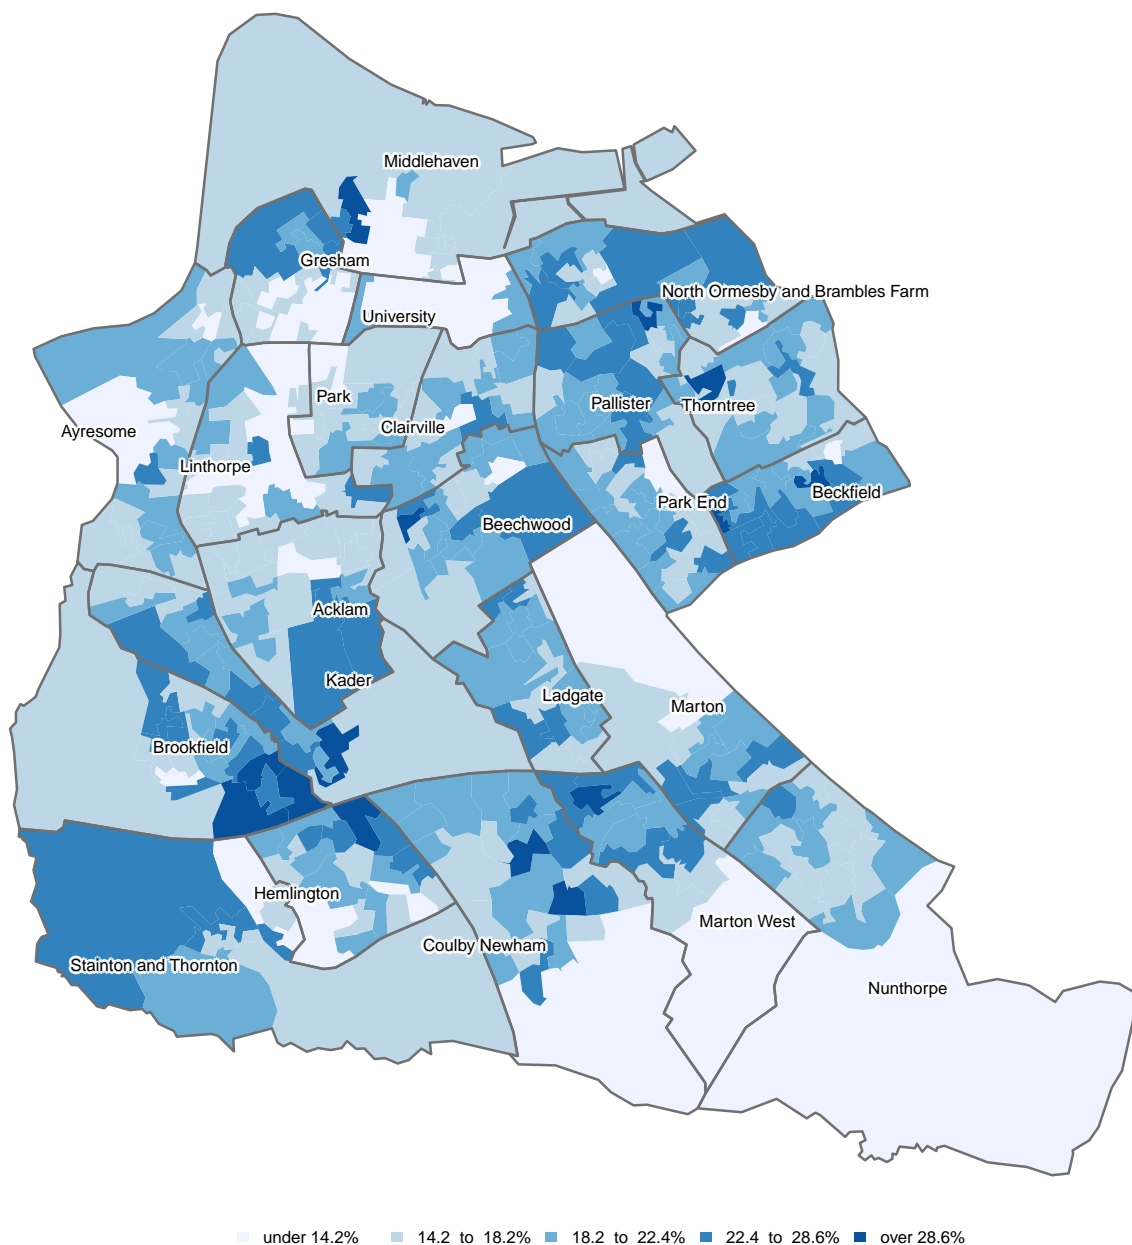 Middlehaven
Gresham
North Ormesby and Brambles Farm
University
Park
Pallister
Thorntree
Clairville
Ayresome
Linthorpe
Beckfield
Park End
Beechwood
Acklam
Kader
Ladgate
Marton
Brookfield
Hemlington
Marton West
Coulby Newham
Stainton and Thornton
Nunthorpe
under 14.2% 14.2 to 18.2% 18.2 to 22.4% 22.4 to 28.6% over 28.6%